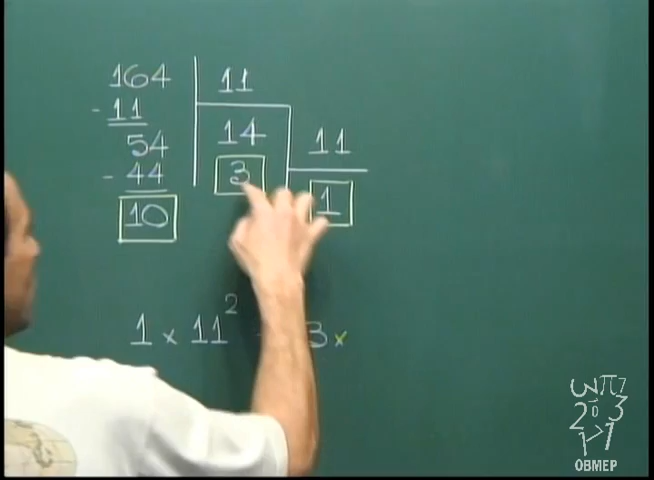 164 11
- 11 14 11
54 3 1
- 44
10
1 × 11² 3 ×
OBMEP